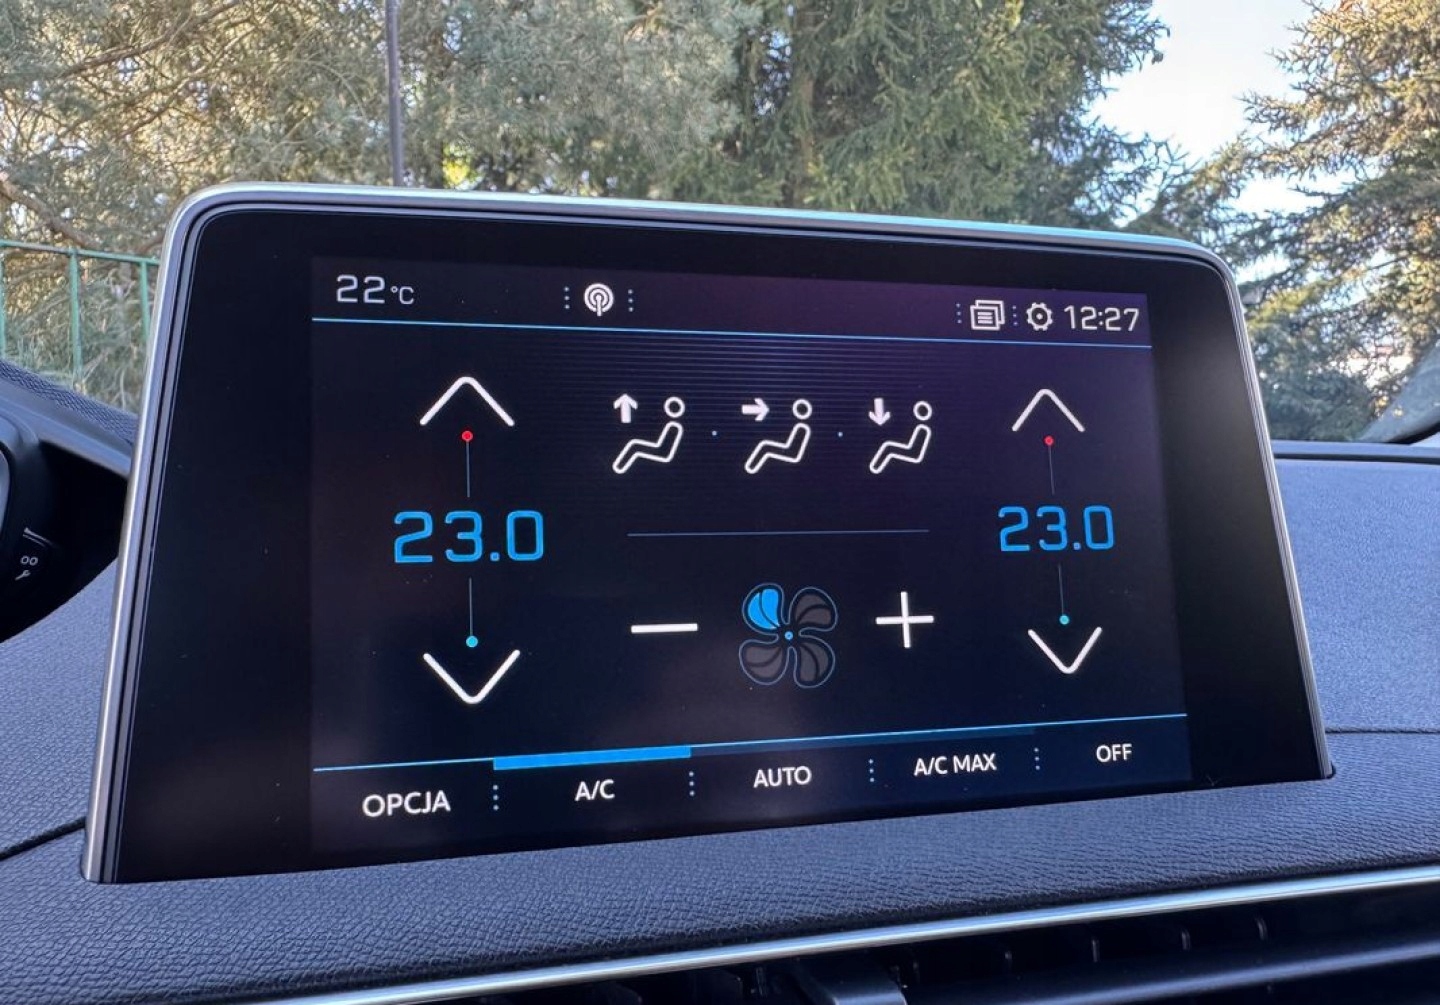 22°C
12:27
23.0
23.0
OPCJA
A/C
AUTO
A/C MAX
OFF